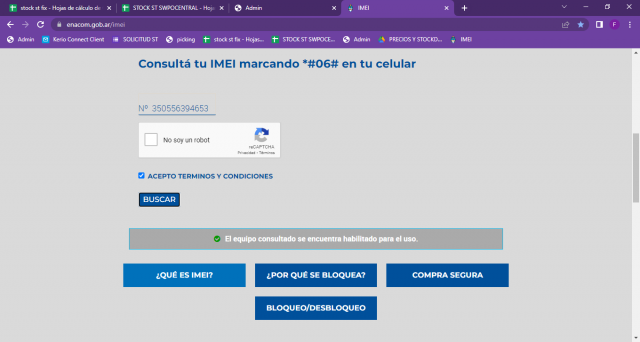 stock st fix - Hojas de cálculo de
STOCK ST SWPOCENTRAL - Hojas
Admin
IMEI
enacom.gob.ar/imei
F
Admin
Kerio Connect Client
SOLICITUD ST
picking
stock st fix - Hojas...
STOCK ST SWPOCE...
Admin
PRECIOS Y STOCKD...
IMEI
Consultá tu IMEI marcando *#06# en tu celular
Nº 350556394653
No soy un robot
reCAPTCHA
Privacidad - Términos
ACEPTO TERMINOS Y CONDICIONES
BUSCAR
El equipo consultado se encuentra habilitado para el uso.
¿QUÉ ES IMEI?
¿POR QUÉ SE BLOQUEA?
COMPRA SEGURA
BLOQUEO/DESBLOQUEO